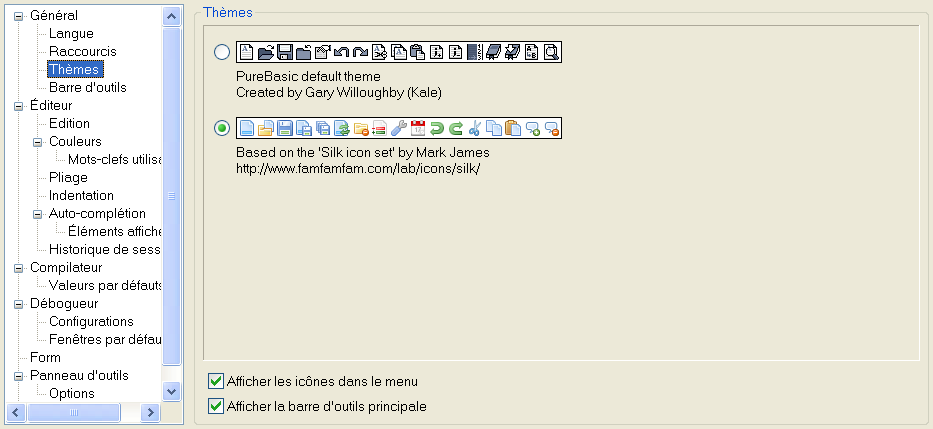 Général
Langue
Raccourcis
Thèmes
Barre d'outils
Éditeur
Edition
Couleurs
Mots-clefs utilisa
Pliage
Indentation
Auto-complétion
Éléments affiché
Historique de sess
Compilateur
Valeurs par défauts
Débogueur
Configurations
Fenêtres par défau
Form
Panneau d'outils
Options
Thèmes
PureBasic default theme
Created by Gary Willoughby (Kale)
Based on the 'Silk icon set' by Mark James
http://www.famfamfam.com/lab/icons/silk/
Afficher les icônes dans le menu
Afficher la barre d'outils principale